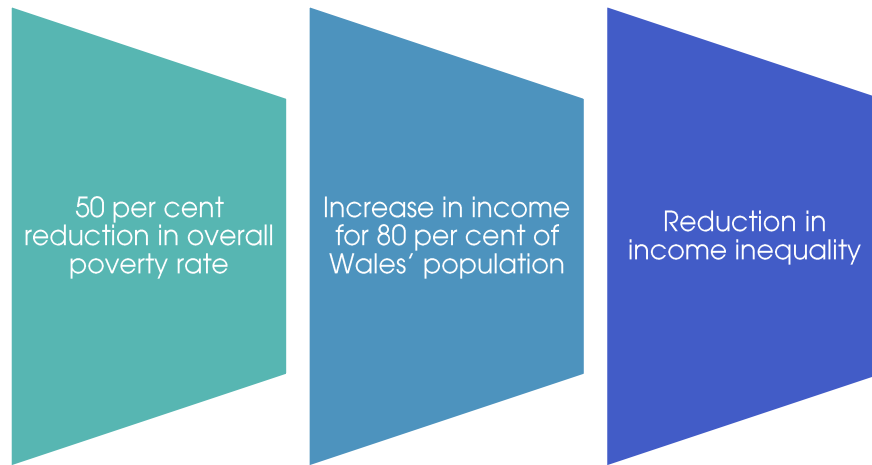 50 per cent
reduction in overall
poverty rate
Increase in income
for 80 per cent of
Wales’ population
Reduction in
income inequality